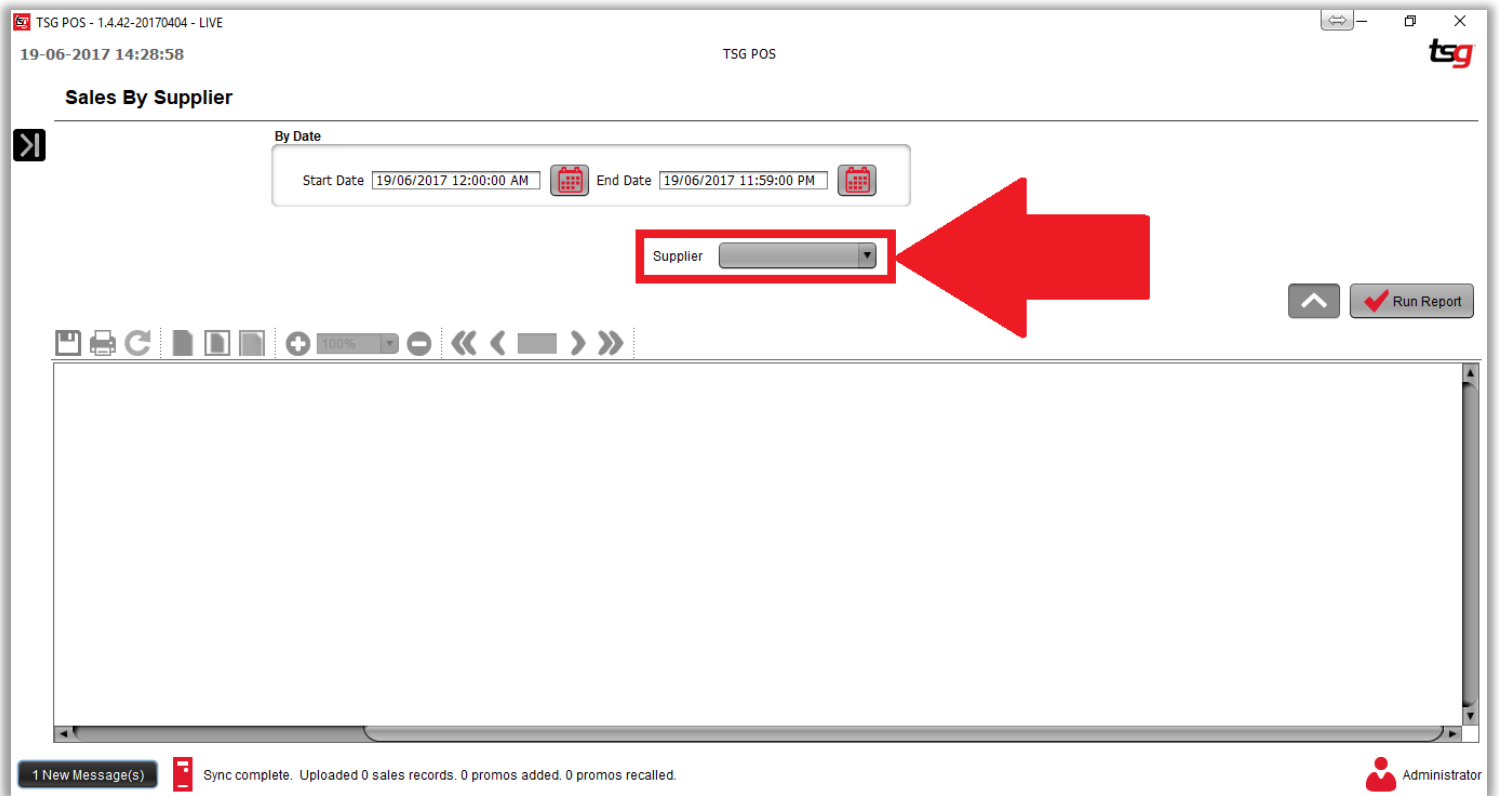 TSG POS - 1.4.42-20170404 - LIVE
19-06-2017 14:28:58
TSG POS
tsg
Sales By Supplier
By Date
Start Date 19/06/2017 12:00:00 AM End Date 19/06/2017 11:59:00 PM
Supplier
Run Report
100%
1 New Message(s) Sync complete. Uploaded 0 sales records. 0 promos added. 0 promos recalled. Administrator